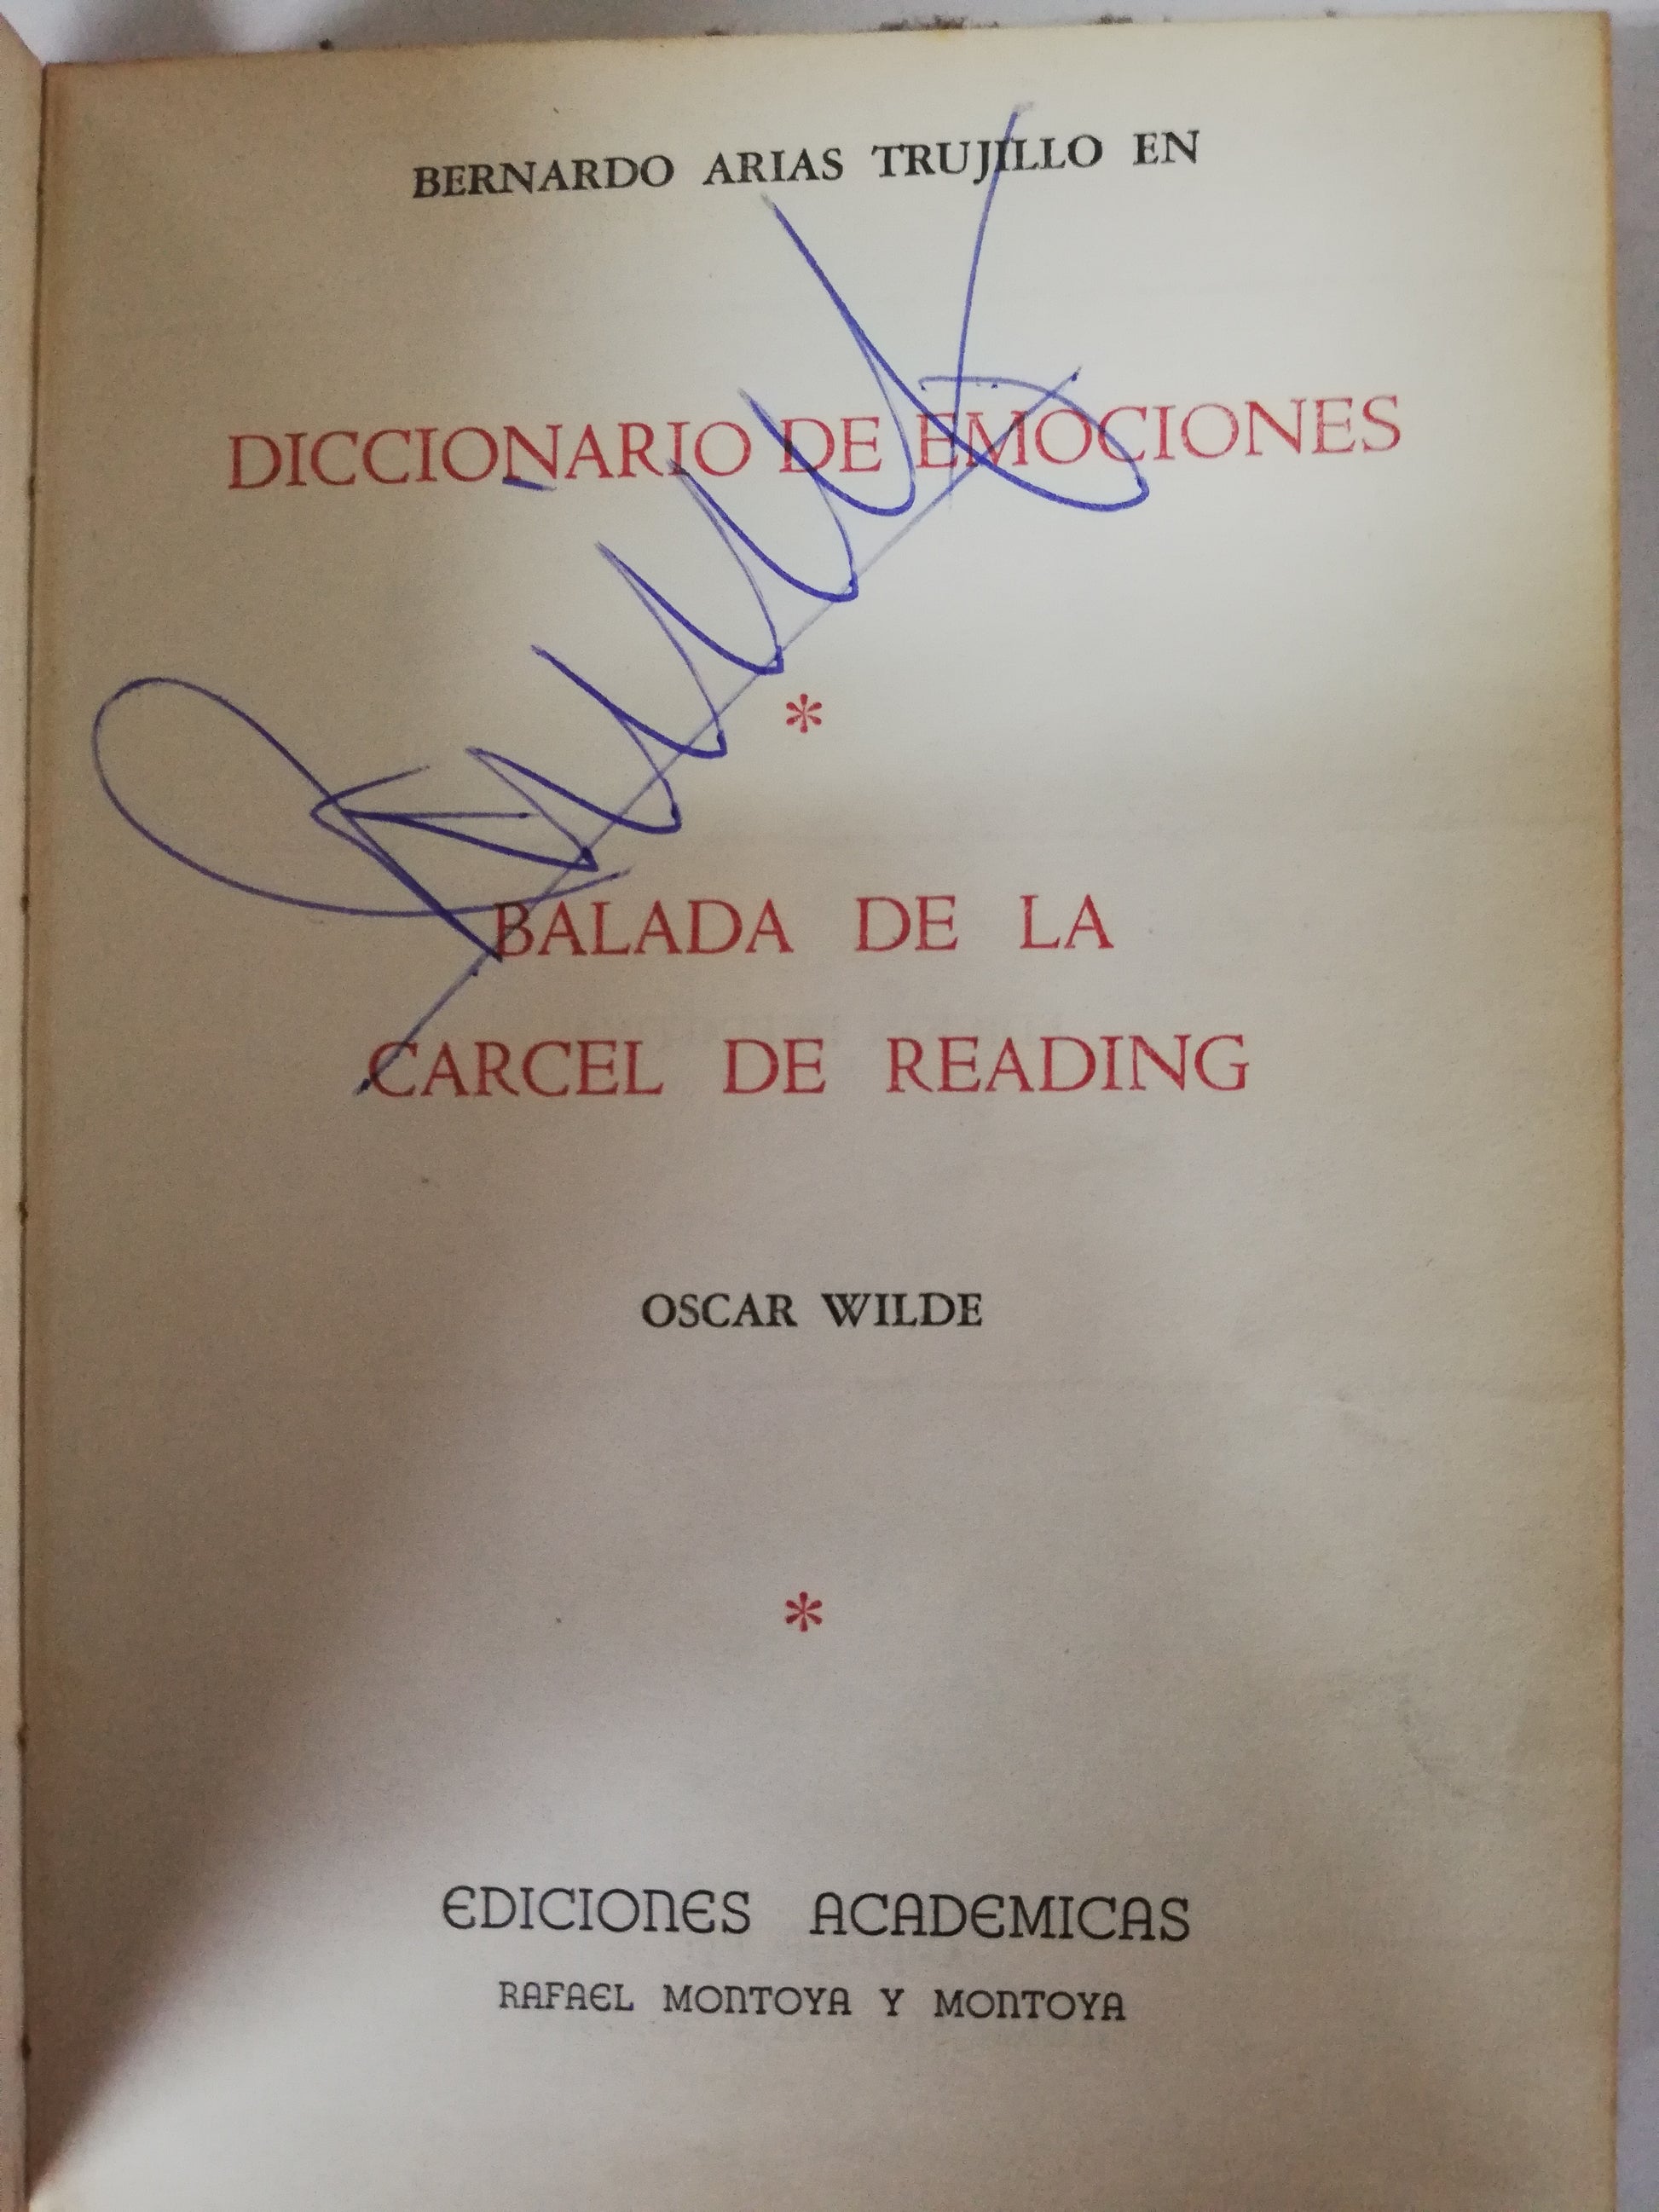 BERNARDO ARIAS TRUJILLO EN
DICCIONARIO DE EMOCIONES
*
BALADA DE LA
CARCEL DE READING
OSCAR WILDE
*
EDICIONES ACADEMICAS
RAFAEL MONTOYA Y MONTOYA